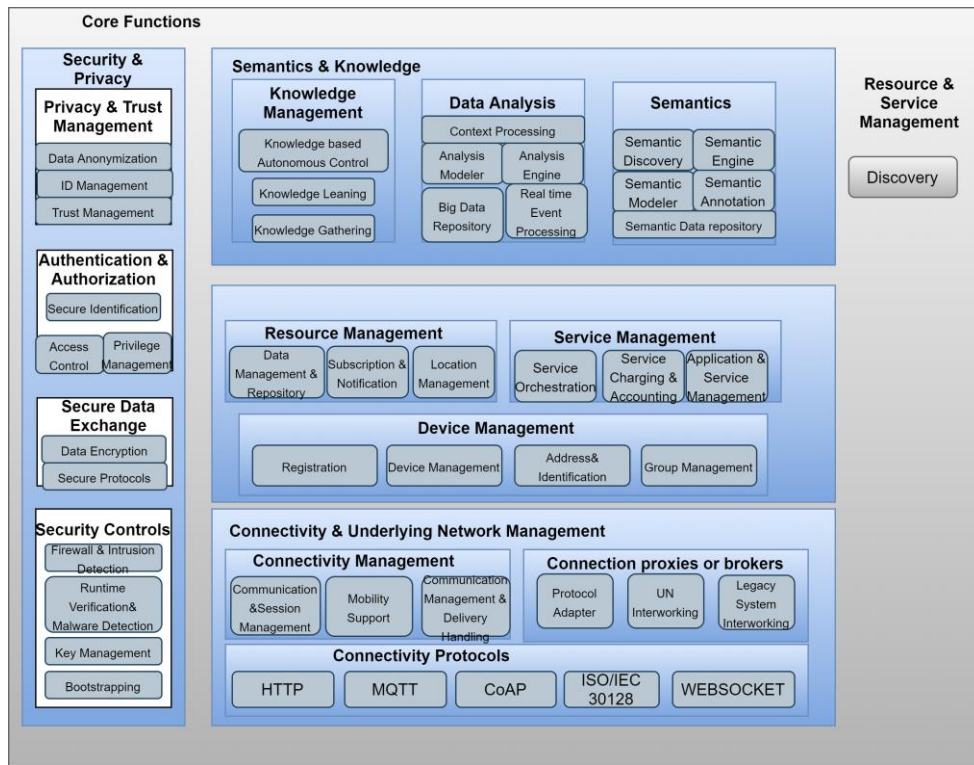 Core Functions
Security &
Privacy
Privacy & Trust
Management
Data Anonymization
ID Management
Trust Management
Authentication &
Authorization
Secure Identification
Access
Control
Privilege
Management
Secure Data
Exchange
Data Encryption
Secure Protocols
Security Controls
Firewall & Intrusion
Detection
Runtime
Verification&
Malware Detection
Key Management
Bootstrapping
Semantics & Knowledge
Knowledge
Management
Knowledge based
Autonomous Control
Knowledge Leaning
Knowledge Gathering
Data Analysis
Context Processing
Analysis
Modeler
Analysis
Engine
Big Data
Repository
Real time
Event
Processing
Semantics
Semantic
Discovery
Semantic
Engine
Semantic
Modeler
Semantic
Annotation
Semantic Data repository
Resource Management
Data
Management &
Repository
Subscription &
Notification
Location
Management
Service Management
Service
Orchestration
Service
Charging &
Accounting
Application &
Service
Management
Device Management
Registration
Device Management
Address&
Identification
Group Management
Connectivity & Underlying Network Management
Connectivity Management
Communication
&Session
Management
Mobility
Support
Communication
Management &
Delivery
Handling
Connection proxies or brokers
Protocol
Adapter
UN
Interworking
Legacy
System
Interworking
Connectivity Protocols
HTTP
MQTT
CoAP
ISO/IEC
30128
WEBSOCKET
Resource &
Service
Management
Discovery